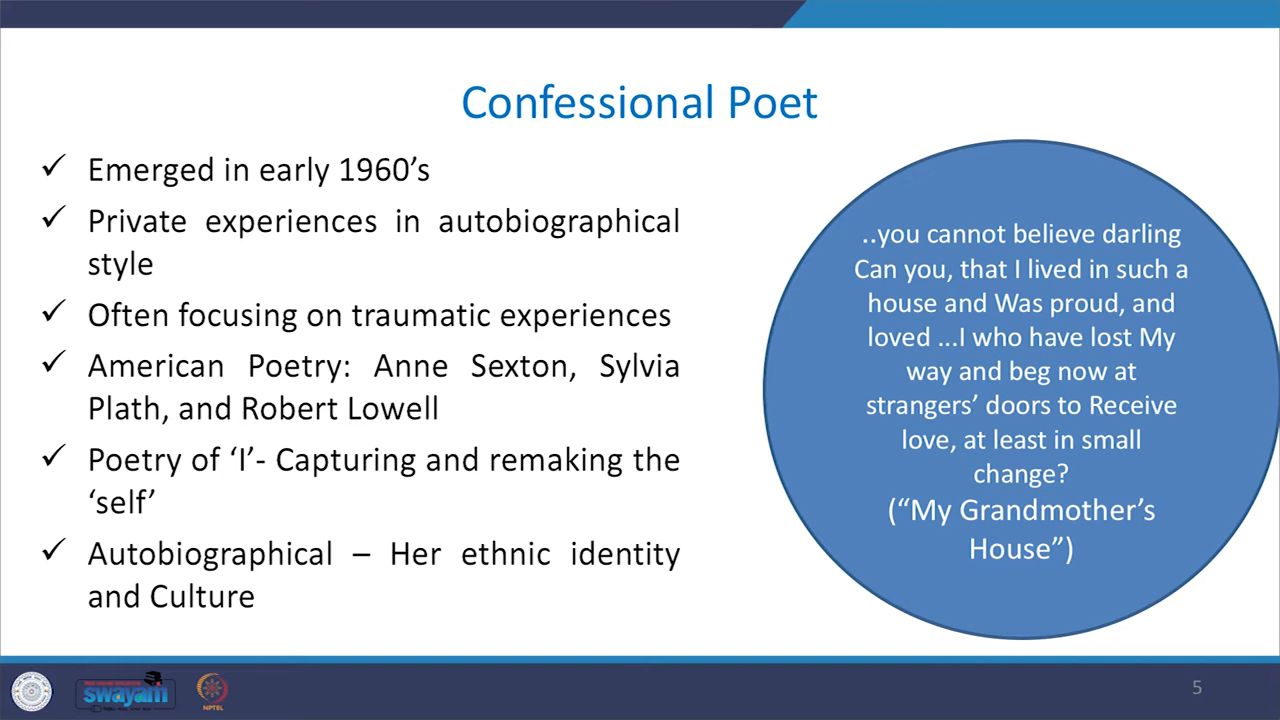 Confessional Poet
✓ Emerged in early 1960’s
✓ Private experiences in autobiographical
style
✓ Often focusing on traumatic experiences
✓ American Poetry: Anne Sexton, Sylvia
Plath, and Robert Lowell
✓ Poetry of ‘I’- Capturing and remaking the
‘self’
✓ Autobiographical – Her ethnic identity
and Culture
..you cannot believe darling
Can you, that I lived in such a
house and Was proud, and
loved ...I who have lost My
way and beg now at
strangers’ doors to Receive
love, at least in small
change?
(“My Grandmother’s
House”)
swayam
NPTEL
5